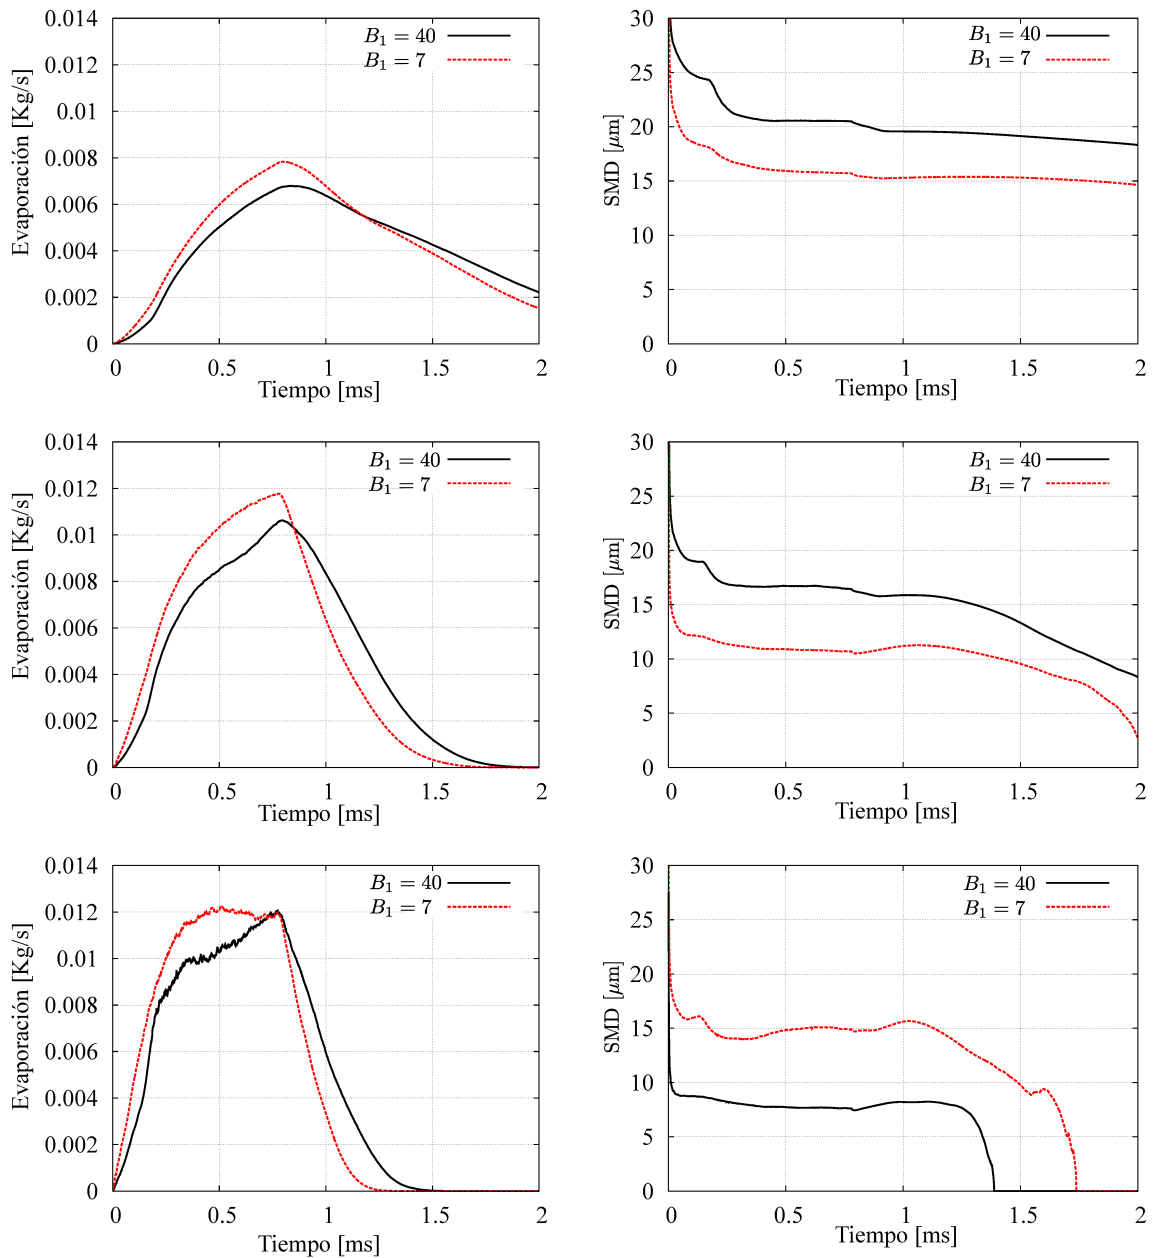 0.014
0.012
0.01
0.008
0.006
0.004
0.002
0
Evaporación [Kg/s]
B₁ = 40
B₁ = 7
0 0.5 1 1.5 2
Tiempo [ms]
30
25
20
15
10
5
0
SMD [μm]
B₁ = 40
B₁ = 7
0 0.5 1 1.5 2
Tiempo [ms]
0.014
0.012
0.01
0.008
0.006
0.004
0.002
0
Evaporación [Kg/s]
B₁ = 40
B₁ = 7
0 0.5 1 1.5 2
Tiempo [ms]
30
25
20
15
10
5
0
SMD [μm]
B₁ = 40
B₁ = 7
0 0.5 1 1.5 2
Tiempo [ms]
0.014
0.012
0.01
0.008
0.006
0.004
0.002
0
Evaporación [Kg/s]
B₁ = 40
B₁ = 7
0 0.5 1 1.5 2
Tiempo [ms]
30
25
20
15
10
5
0
SMD [μm]
B₁ = 40
B₁ = 7
0 0.5 1 1.5 2
Tiempo [ms]